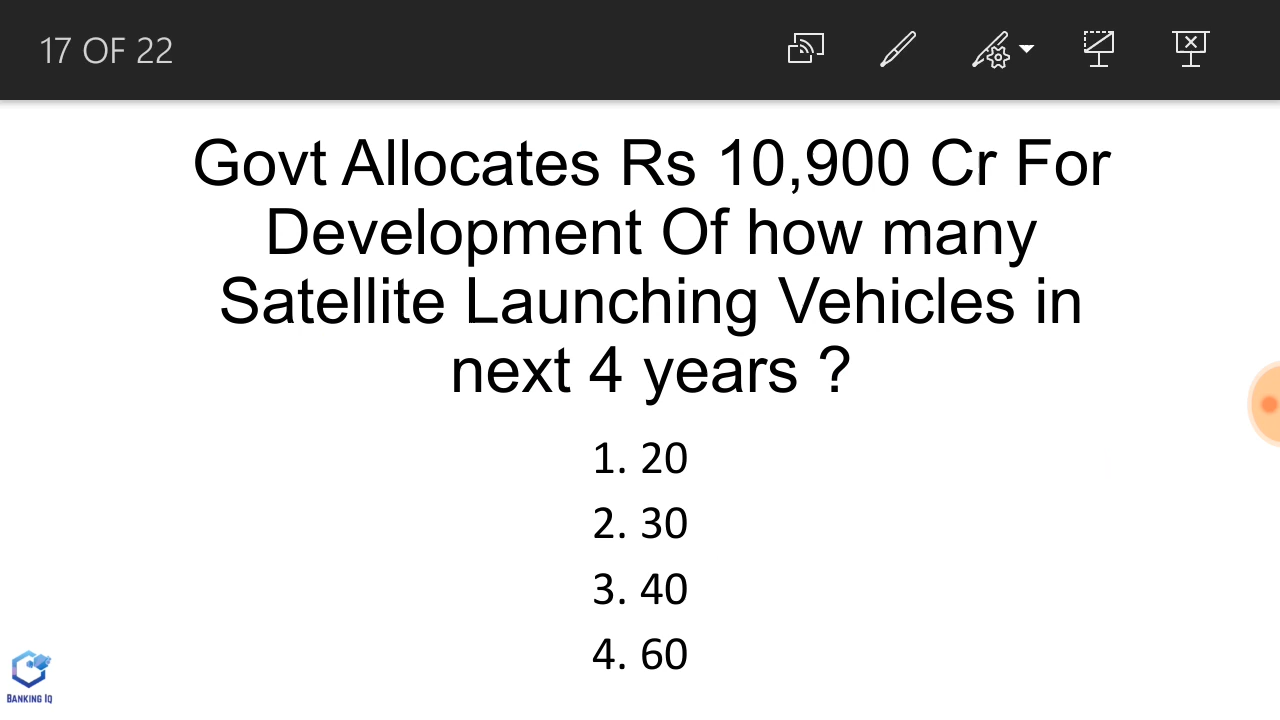 17 OF 22
Govt Allocates Rs 10,900 Cr For
Development Of how many
Satellite Launching Vehicles in
next 4 years ?
1. 20
2. 30
3. 40
4. 60
BANKING IQ